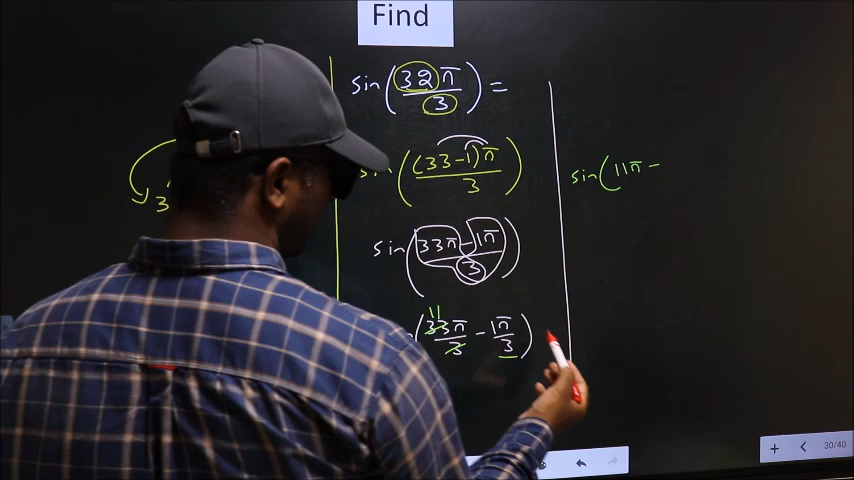 Find
sin(32π/3) =
sin((33-1)π/3)
sin((33π-1π)/3)
(33π/3 - 1π/3)
11
3
sin(11π -
30/40